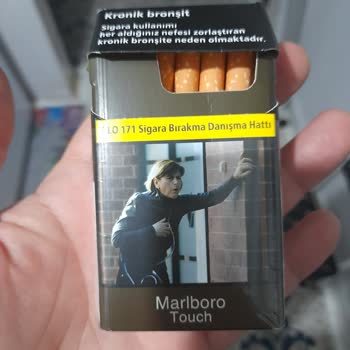 Kronik bronşit
Sigara kullanımı
her aldığınız nefesi zorlaştıran
kronik bronşite neden olmaktadır.
ALO 171 Sigara Bırakma Danışma Hattı
Marlboro
Touch